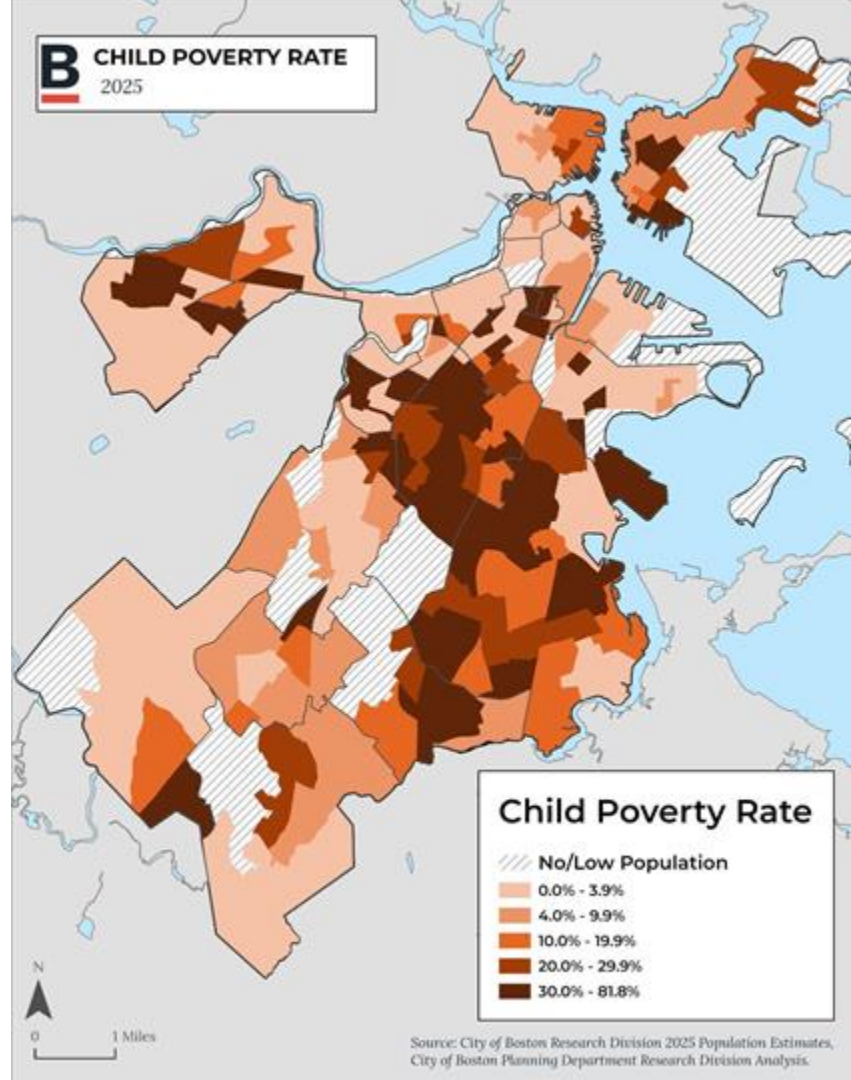 B CHILD POVERTY RATE
2025
Child Poverty Rate
No/Low Population
0.0% - 3.9%
4.0% - 9.9%
10.0% - 19.9%
20.0% - 29.9%
30.0% - 81.8%
N
0 1 Miles
Source: City of Boston Research Division 2025 Population Estimates,
City of Boston Planning Department Research Division Analysis.